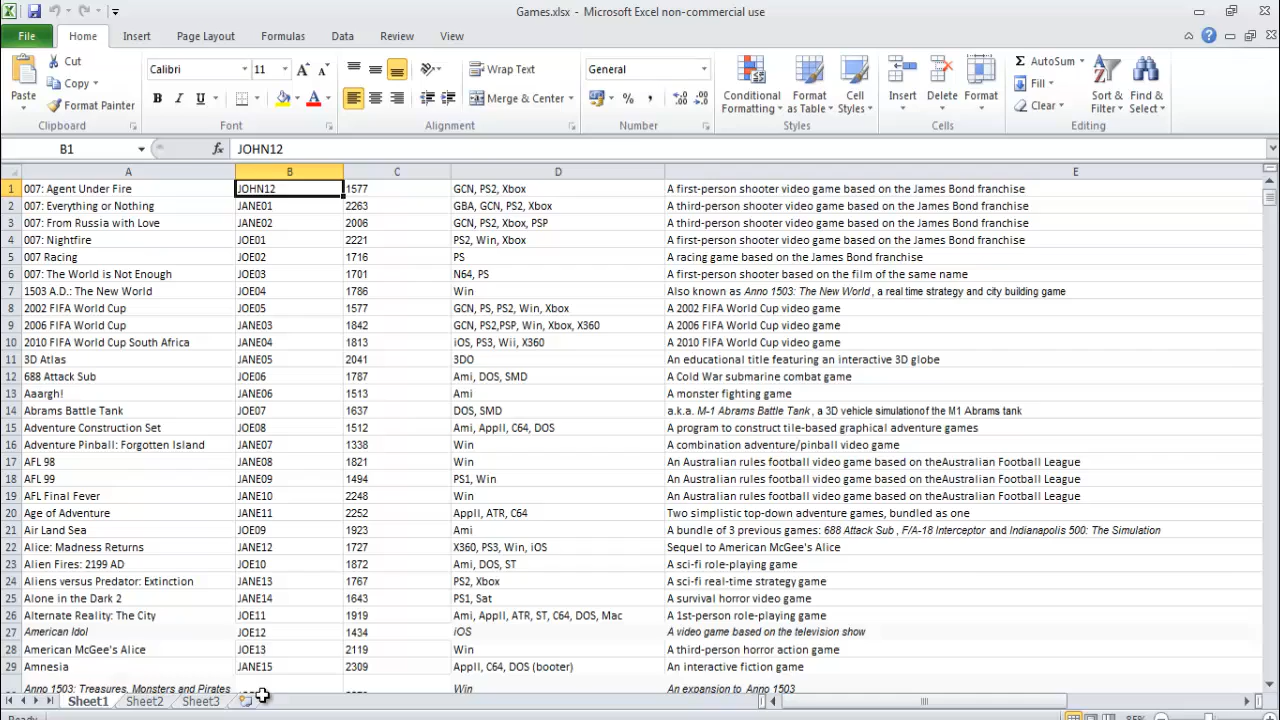 Games.xlsx - Microsoft Excel non-commercial use
File Home Insert Page Layout Formulas Data Review View
Paste Cut Copy Format Painter Clipboard
Calibri 11 B I U A A A Font
Wrap Text Merge & Center Alignment
General % , Number
Conditional Formatting Format as Table Cell Styles Styles
Insert Delete Format Cells
Σ AutoSum Fill Clear Sort & Filter Find & Select Editing
B1 fx JOHN12
A B C D E
1 007: Agent Under Fire JOHN12 1577 GCN, PS2, Xbox A first-person shooter video game based on the James Bond franchise
2 007: Everything or Nothing JANE01 2263 GBA, GCN, PS2, Xbox A third-person shooter video game based on the James Bond franchise
3 007: From Russia with Love JANE02 2006 GCN, PS2, Xbox, PSP A third-person shooter video game based on the James Bond franchise
4 007: Nightfire JOE01 2221 PS2, Win, Xbox A first-person shooter video game based on the James Bond franchise
5 007 Racing JOE02 1716 PS A racing game based on the James Bond franchise
6 007: The World is Not Enough JOE03 1701 N64, PS A first-person shooter based on the film of the same name
7 1503 A.D.: The New World JOE04 1786 Win Also known as Anno 1503: The New World , a real time strategy and city building game
8 2002 FIFA World Cup JOE05 1577 GCN, PS, PS2, Win, Xbox A 2002 FIFA World Cup video game
9 2006 FIFA World Cup JANE03 1842 GCN, PS2,PSP, Win, Xbox, X360 A 2006 FIFA World Cup video game
10 2010 FIFA World Cup South Africa JANE04 1813 iOS, PS3, Wii, X360 A 2010 FIFA World Cup video game
11 3D Atlas JANE05 2041 3DO An educational title featuring an interactive 3D globe
12 688 Attack Sub JOE06 1787 Ami, DOS, SMD A Cold War submarine combat game
13 Aaargh! JANE06 1513 Ami A monster fighting game
14 Abrams Battle Tank JOE07 1637 DOS, SMD a.k.a. M-1 Abrams Battle Tank , a 3D vehicle simulationof the M1 Abrams tank
15 Adventure Construction Set JOE08 1512 Ami, AppII, C64, DOS A program to construct tile-based graphical adventure games
16 Adventure Pinball: Forgotten Island JANE07 1338 Win A combination adventure/pinball video game
17 AFL 98 JANE08 1821 Win An Australian rules football video game based on theAustralian Football League
18 AFL 99 JANE09 1494 PS1, Win An Australian rules football video game based on theAustralian Football League
19 AFL Final Fever JANE10 2248 Win An Australian rules football video game based on theAustralian Football League
20 Age of Adventure JANE11 2252 AppII, ATR, C64 Two simplistic top-down adventure games, bundled as one
21 Air Land Sea JOE09 1923 Ami A bundle of 3 previous games: 688 Attack Sub , F/A-18 Interceptor and Indianapolis 500: The Simulation
22 Alice: Madness Returns JANE12 1727 X360, PS3, Win, iOS Sequel to American McGee's Alice
23 Alien Fires: 2199 AD JOE10 1872 Ami, DOS, ST A sci-fi role-playing game
24 Aliens versus Predator: Extinction JANE13 1767 PS2, Xbox A sci-fi real-time strategy game
25 Alone in the Dark 2 JANE14 1643 PS1, Sat A survival horror video game
26 Alternate Reality: The City JOE11 1919 Ami, AppII, ATR, ST, C64, DOS, Mac A 1st-person role-playing game
27 American Idol JOE12 1434 iOS A video game based on the television show
28 American McGee's Alice JOE13 2119 Win A third-person horror action game
29 Amnesia JANE15 2309 AppII, C64, DOS (booter) An interactive fiction game
Anno 1503: Treasures, Monsters and Pirates Win An expansion to Anno 1503
Sheet1 Sheet2 Sheet3